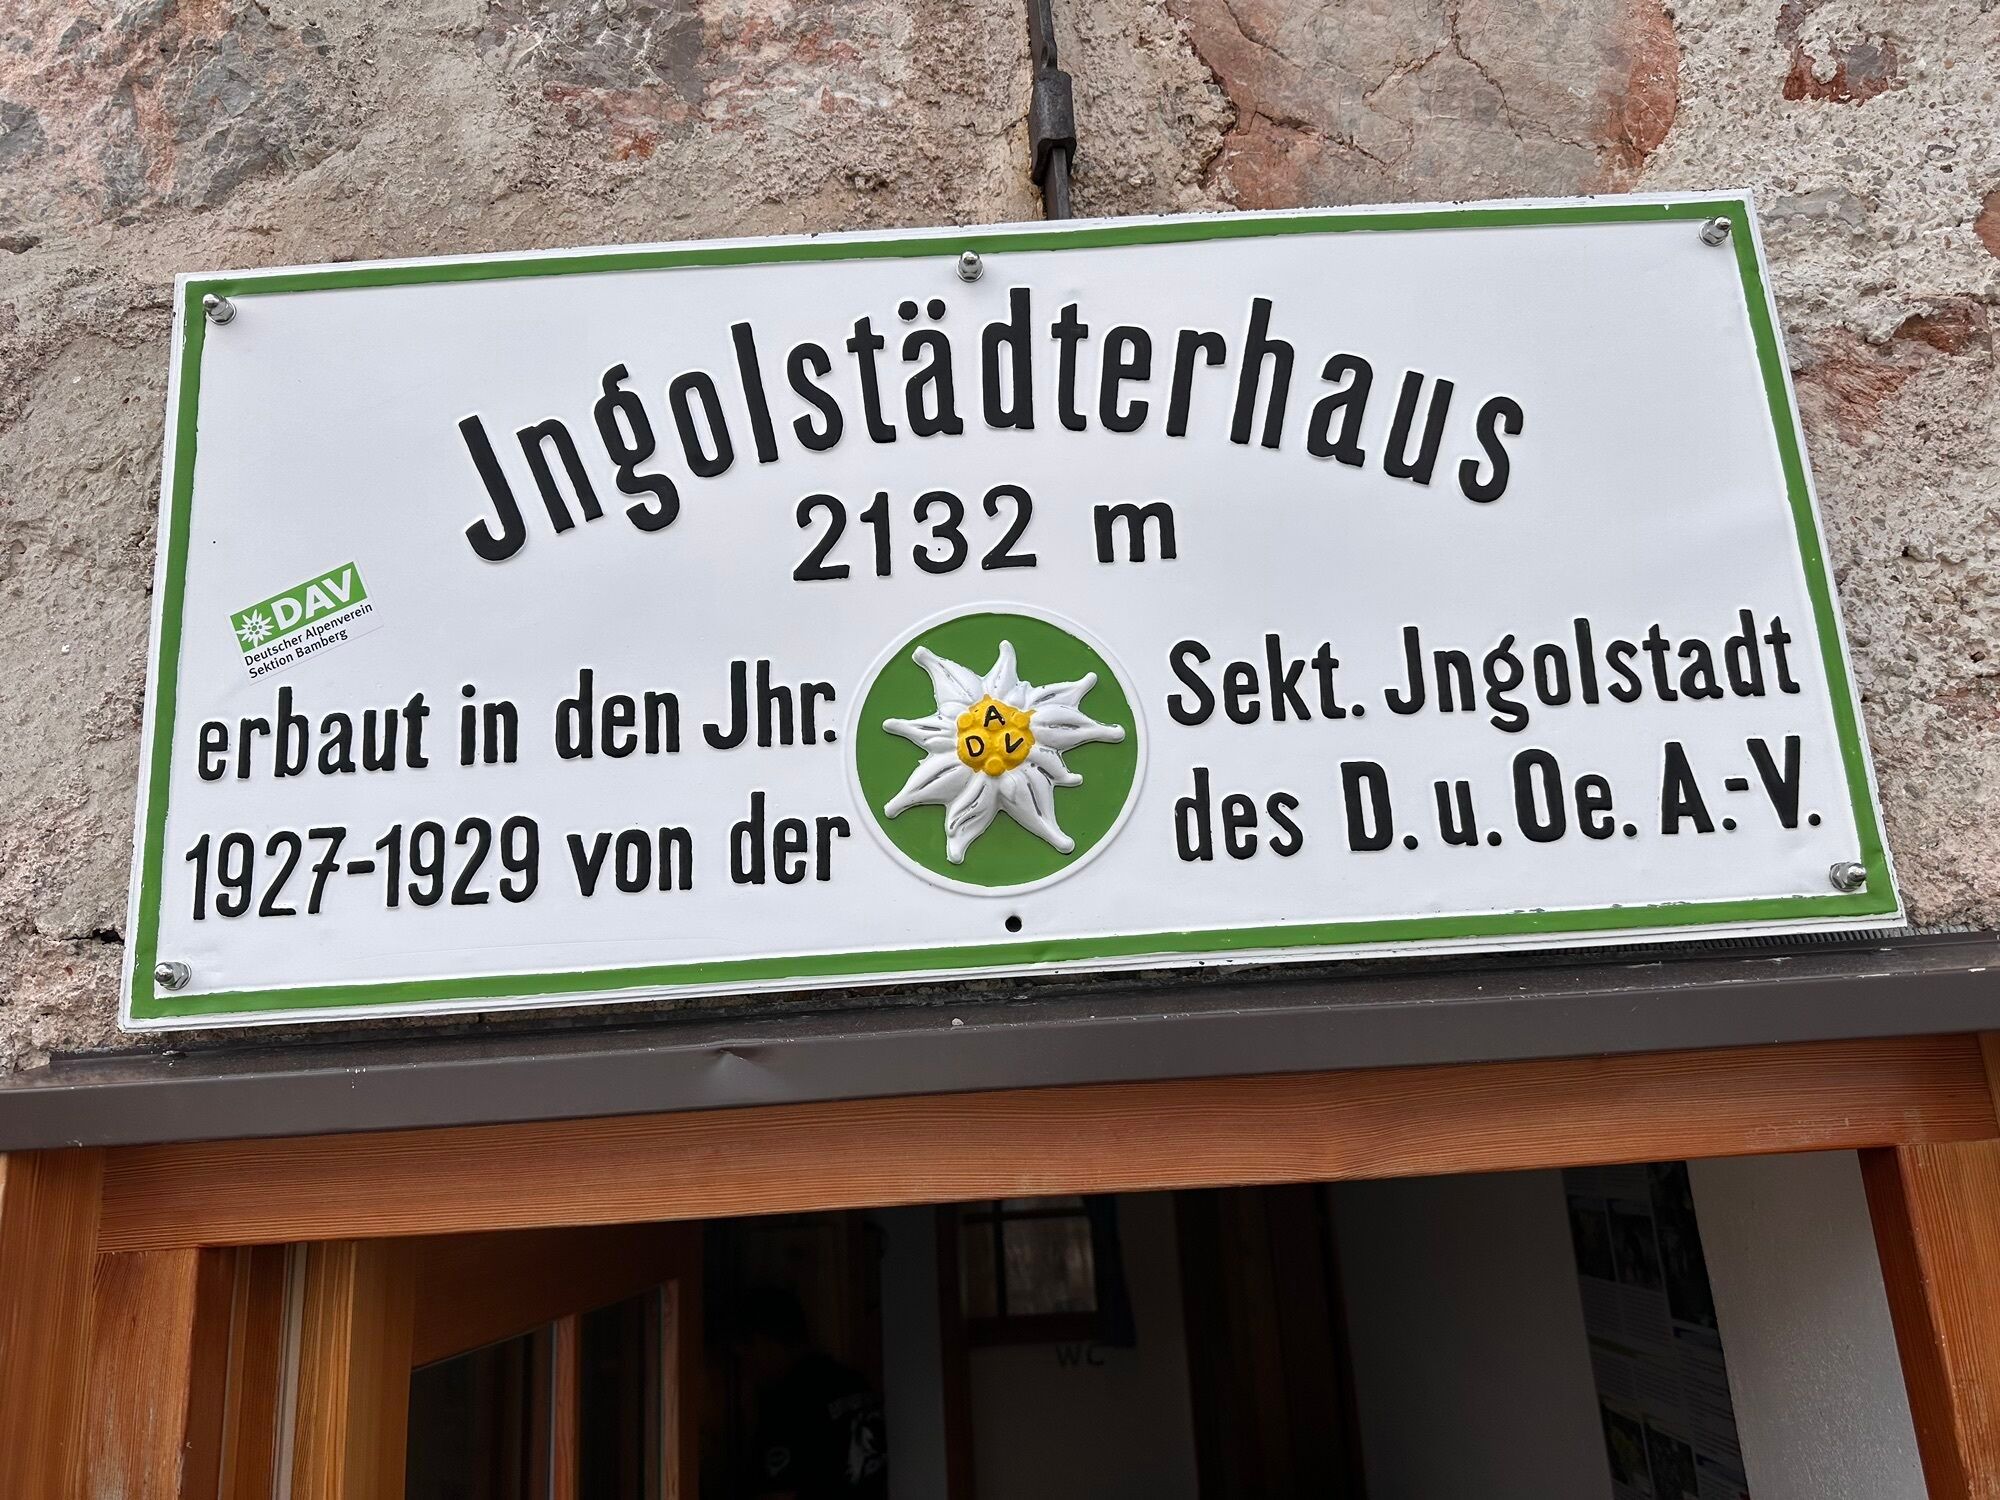 Jngolstädterhaus
2132 m
DAV
Deutscher Alpenverein
Sektion Bamberg
erbaut in den Jhr.
1927-1929 von der
A
D V
Sekt. Jngolstadt
des D. u. Oe. A.-V.
WC